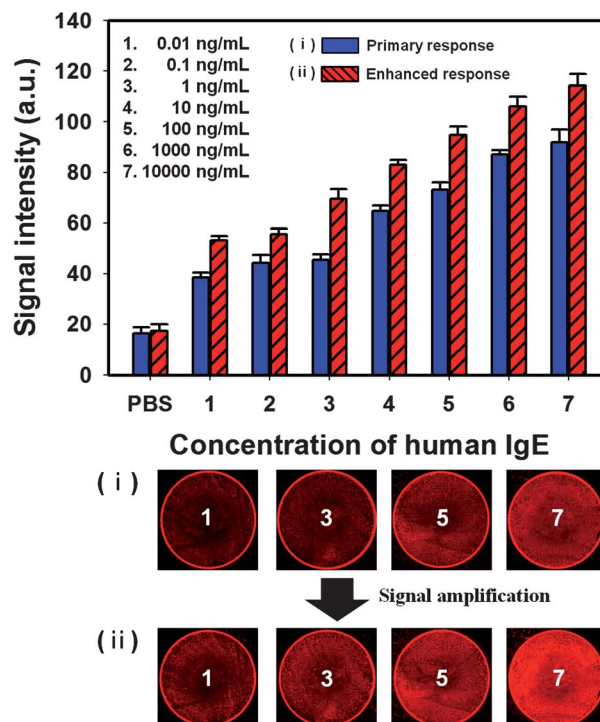 Signal intensity (a.u.)
140
120
100
80
60
40
20
0
1. 0.01 ng/mL
2. 0.1 ng/mL
3. 1 ng/mL
4. 10 ng/mL
5. 100 ng/mL
6. 1000 ng/mL
7. 10000 ng/mL
(i) Primary response
(ii) Enhanced response
PBS 1 2 3 4 5 6 7
Concentration of human IgE
(i) 1 3 5 7
Signal amplification
(ii) 1 3 5 7